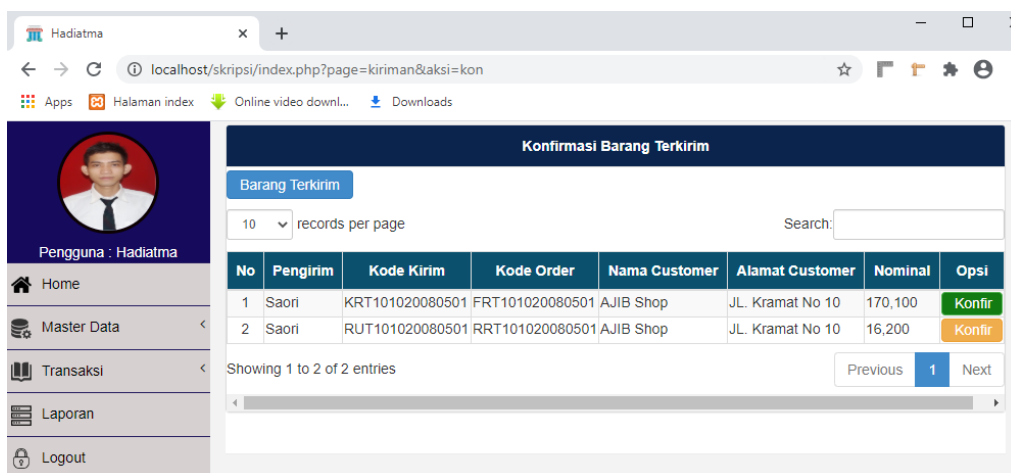 Hadiatma
localhost/skripsi/index.php?page=kiriman&aksi=kon
Apps Halaman index Online video downl... Downloads
Pengguna : Hadiatma
Home
Master Data
Transaksi
Laporan
Logout
Konfirmasi Barang Terkirim
Barang Terkirim
10 records per page Search:
No Pengirim Kode Kirim Kode Order Nama Customer Alamat Customer Nominal Opsi
1 Saori KRT101020080501 FRT101020080501 AJIB Shop JL. Kramat No 10 170,100 Konfir
2 Saori RUT101020080501 RRT101020080501 AJIB Shop JL. Kramat No 10 16,200 Konfir
Showing 1 to 2 of 2 entries Previous 1 Next